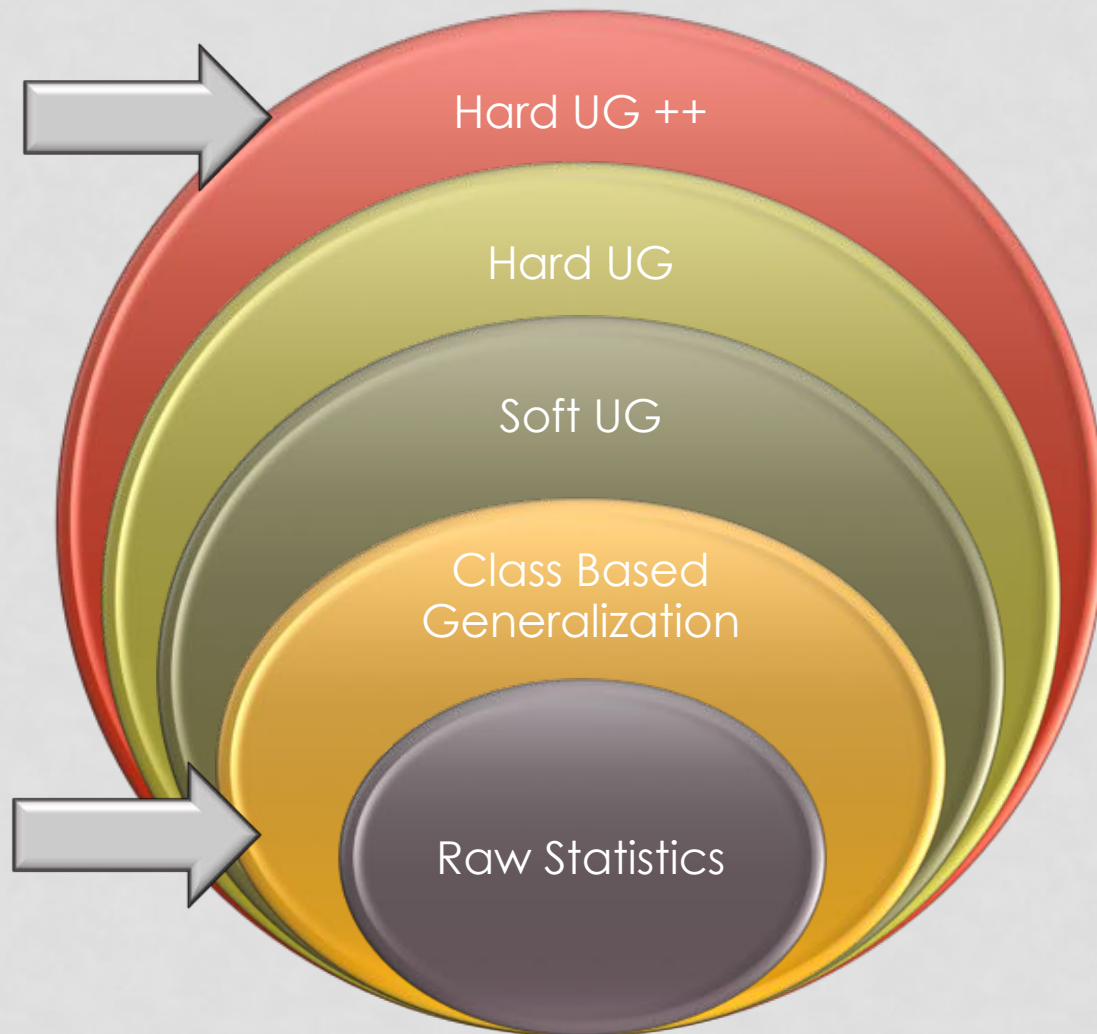 Hard UG ++
Hard UG
Soft UG
Class Based
Generalization
Raw Statistics